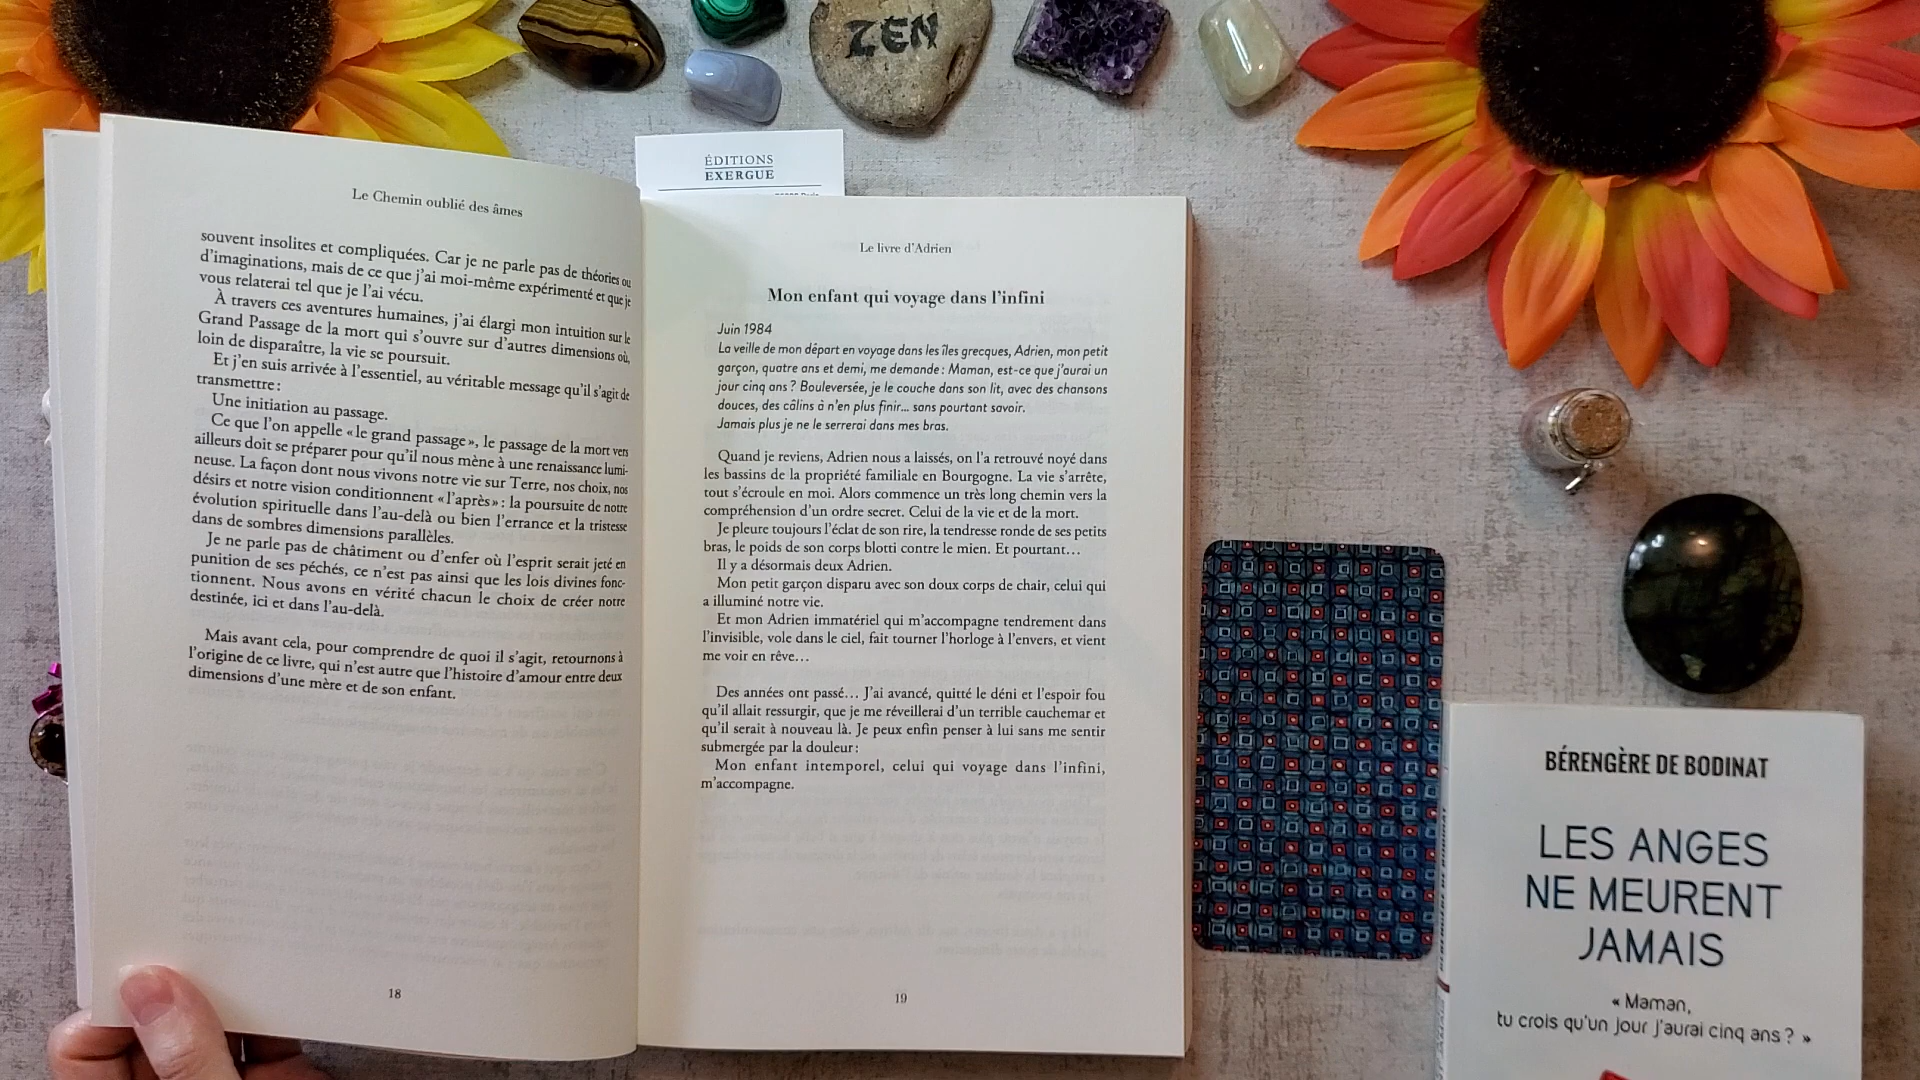 ZEN
ÉDITIONS
EXERGUE
Le Chemin oublié des âmes
souvent insolites et compliquées. Car je ne parle pas de théories ou
d'imaginations, mais de ce que j'ai moi-même expérimenté et que je
vous relaterai tel que je l'ai vécu.
À travers ces aventures humaines, j'ai élargi mon intuition sur le
Grand Passage de la mort qui s'ouvre sur d'autres dimensions où,
loin de disparaître, la vie se poursuit.
Et j'en suis arrivée à l'essentiel, au véritable message qu'il s'agit de
transmettre :
Une initiation au passage.
Ce que l'on appelle « le grand passage », le passage de la mort vers
ailleurs doit se préparer pour qu'il nous mène à une renaissance lumi-
neuse. La façon dont nous vivons notre vie sur Terre, nos choix, nos
désirs et notre vision conditionnent « l'après » : la poursuite de notre
évolution spirituelle dans l'au-delà ou bien l'errance et la tristesse
dans de sombres dimensions parallèles.
Je ne parle pas de châtiment ou d'enfer où l'esprit serait jeté en
punition de ses péchés, ce n'est pas ainsi que les lois divines fonc-
tionnent. Nous avons en vérité chacun le choix de créer notre
destinée, ici et dans l'au-delà.
Mais avant cela, pour comprendre de quoi il s'agit, retournons à
l'origine de ce livre, qui n'est autre que l'histoire d'amour entre deux
dimensions d'une mère et de son enfant.
18
Le livre d'Adrien
Mon enfant qui voyage dans l'infini
Juin 1984
La veille de mon départ en voyage dans les îles grecques, Adrien, mon petit
garçon, quatre ans et demi, me demande : Maman, est-ce que j'aurai un
jour cinq ans ? Bouleversée, je le couche dans son lit, avec des chansons
douces, des câlins à n'en plus finir... sans pourtant savoir.
Jamais plus je ne le serrerai dans mes bras.
Quand je reviens, Adrien nous a laissés, on l'a retrouvé noyé dans
les bassins de la propriété familiale en Bourgogne. La vie s'arrête,
tout s'écroule en moi. Alors commence un très long chemin vers la
compréhension d'un ordre secret. Celui de la vie et de la mort.
Je pleure toujours l'éclat de son rire, la tendresse ronde de ses petits
bras, le poids de son corps blotti contre le mien. Et pourtant…
Il y a désormais deux Adrien.
Mon petit garçon disparu avec son doux corps de chair, celui qui
a illuminé notre vie.
Et mon Adrien immatériel qui m'accompagne tendrement dans
l'invisible, vole dans le ciel, fait tourner l'horloge à l'envers, et vient
me voir en rêve…
Des années ont passé… J'ai avancé, quitté le déni et l'espoir fou
qu'il allait ressurgir, que je me réveillerai d'un terrible cauchemar et
qu'il serait à nouveau là. Je peux enfin penser à lui sans me sentir
submergée par la douleur :
Mon enfant intemporel, celui qui voyage dans l'infini,
m'accompagne.
19
BÉRENGÈRE DE BODINAT
LES ANGES
NE MEURENT
JAMAIS
« Maman,
tu crois qu'un jour j'aurai cinq ans ? »